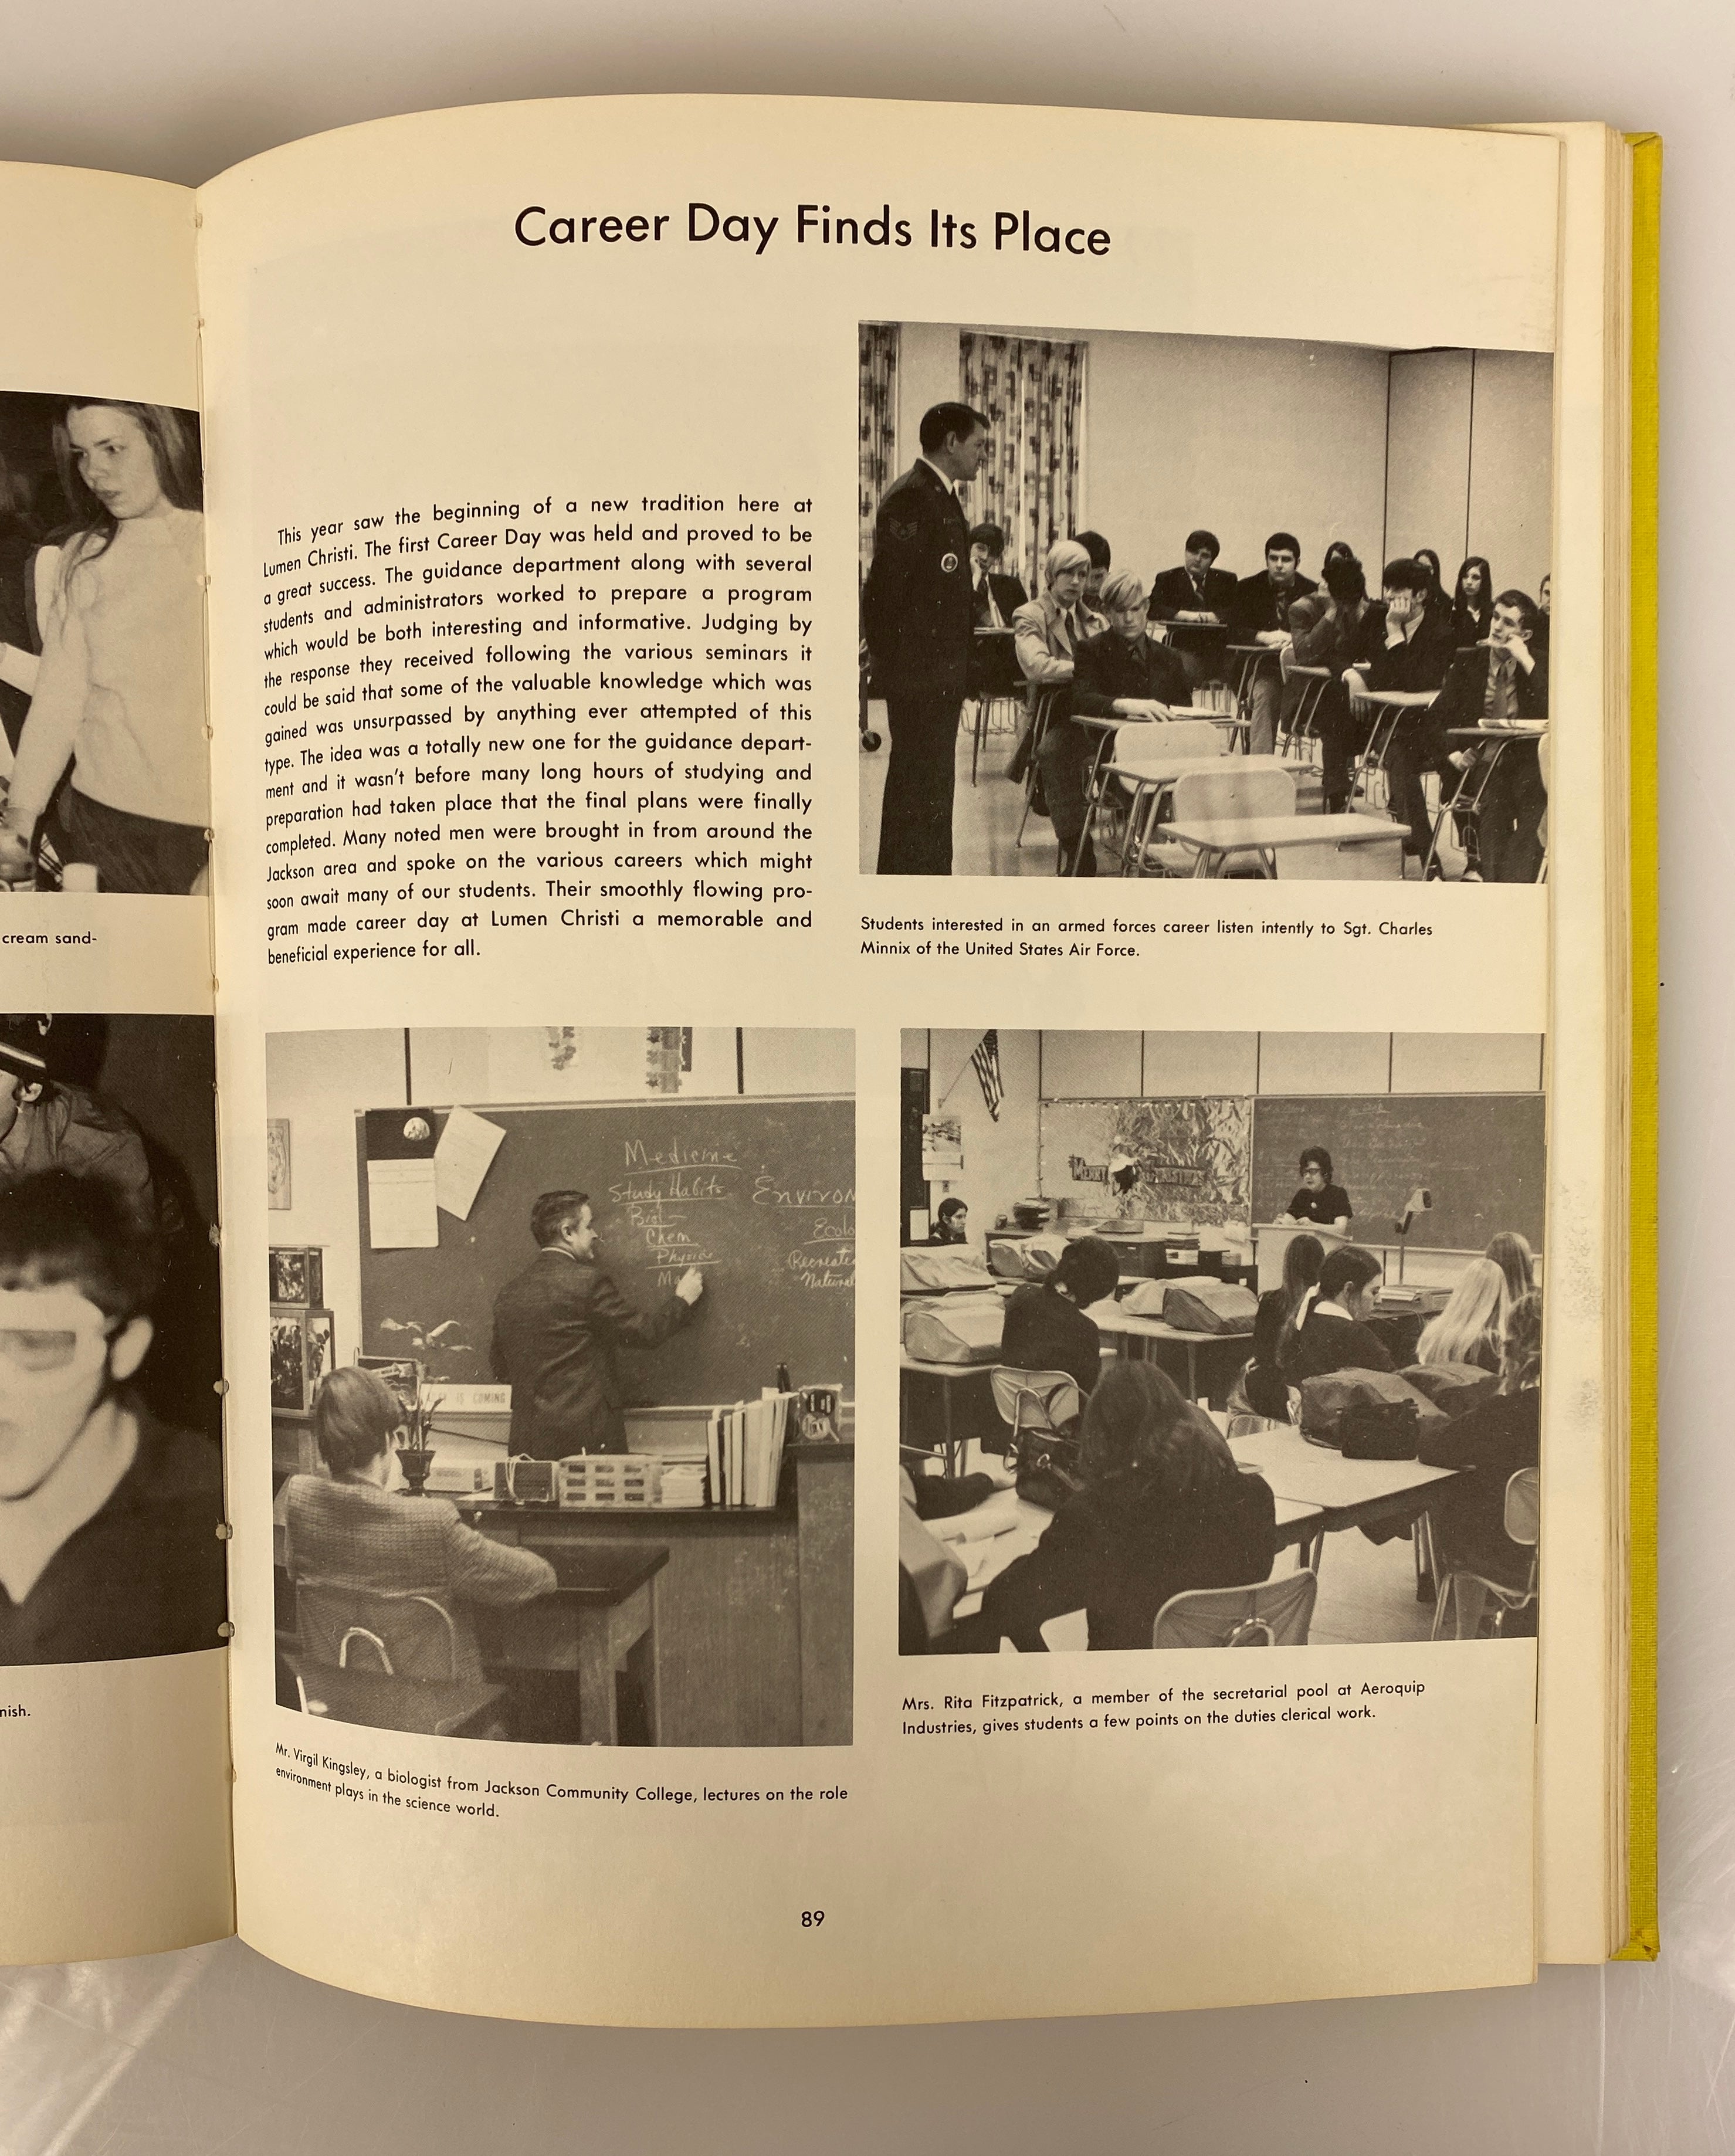 Career Day Finds Its Place
This year saw the beginning of a new tradition here at
Lumen Christi. The first Career Day was held and proved to be
a great success. The guidance department along with several
students and administrators worked to prepare a program
which would be both interesting and informative. Judging by
the response they received following the various seminars it
could be said that some of the valuable knowledge which was
gained was unsurpassed by anything ever attempted of this
type. The idea was a totally new one for the guidance depart-
ment and it wasn't before many long hours of studying and
preparation had taken place that the final plans were finally
completed. Many noted men were brought in from around the
Jackson area and spoke on the various careers which might
soon await many of our students. Their smoothly flowing pro-
gram made career day at Lumen Christi a memorable and
beneficial experience for all.
Students interested in an armed forces career listen intently to Sgt. Charles
Minnix of the United States Air Force.
cream sand-
Medicine
Study Habits
Biol-
Chem
Physics
Environ
Ecolo
Recreatio
Natural
IS COMING
MERRY CHRISTMAS
nish.
Mr. Virgil Kingsley, a biologist from Jackson Community College, lectures on the role
environment plays in the science world.
Mrs. Rita Fitzpatrick, a member of the secretarial pool at Aeroquip
Industries, gives students a few points on the duties clerical work.
89